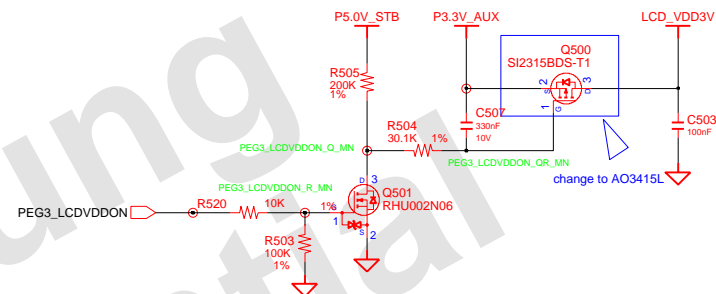 P5.0V_STB
P3.3V_AUX
LCD_VDD3V
Q500
SI2315BDS-T1
R505
200K
1%
2
3
S
D
1
G
C507
330nF
10V
C503
100nF
R504
30.1K
1%
PEG3_LCDVDDON_Q_MN
PEG3_LCDVDDON_QR_MN
change to AO3415L
D
3
Q501
RHU002N06
PEG3_LCDVDDON_R_MN
PEG3_LCDVDDON
R520
10K
1%
G
1
S
2
R503
100K
1%
ung
tial